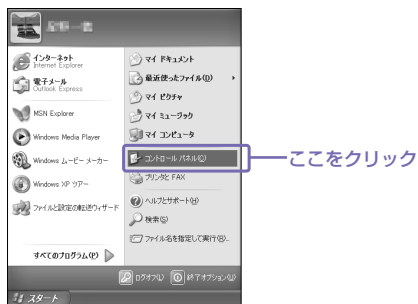 インターネット
Internet Explorer
電子メール
Outlook Express
MSN Explorer
Windows Media Player
Windows ムービー メーカー
Windows XP ツアー
ファイルと設定の転送ウィザード
すべてのプログラム(P)
マイ ドキュメント
最近使ったファイル(D)
マイ ピクチャ
マイ ミュージック
マイ コンピュータ
コントロール パネル(C)
プリンタと FAX
ヘルプとサポート(H)
検索(S)
ファイル名を指定して実行(R)...
ここをクリック
ログオフ(L)
終了オプション(U)
スタート